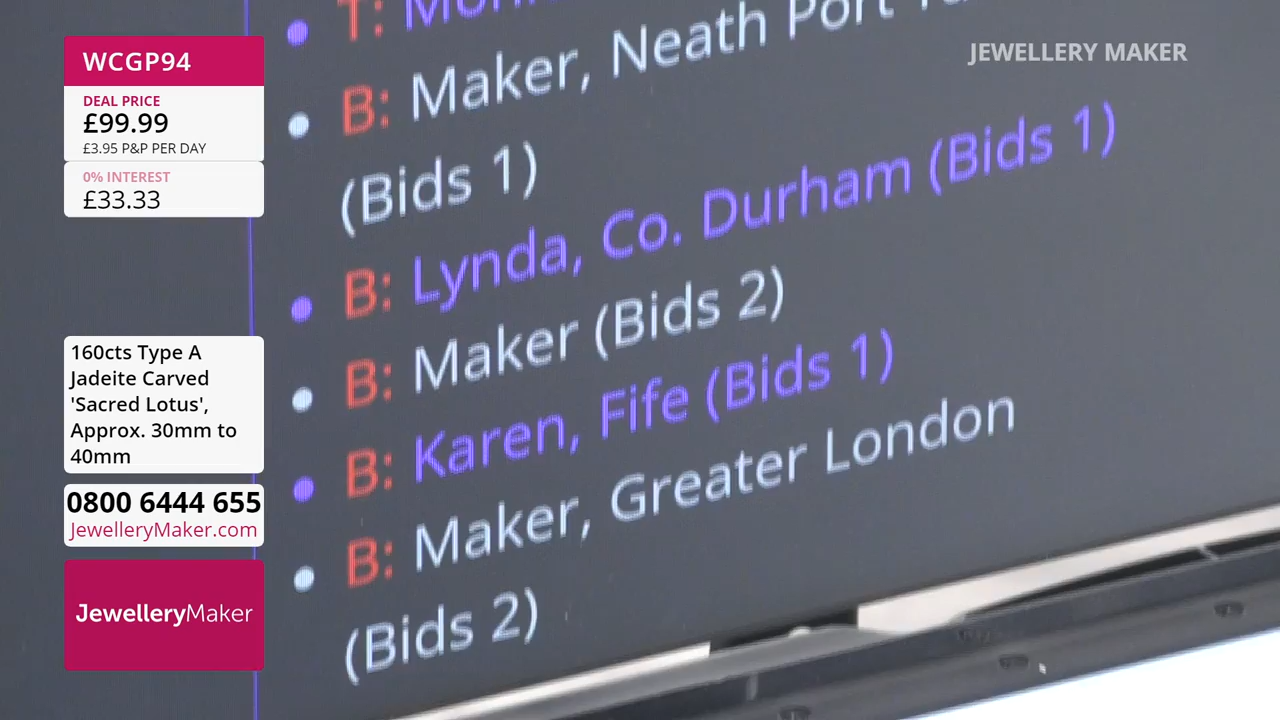 WCGP94
DEAL PRICE
£99.99
£3.95 P&P PER DAY
0% INTEREST
£33.33
160cts Type A
Jadeite Carved
'Sacred Lotus',
Approx. 30mm to
40mm
0800 6444 655
JewelleryMaker.com
JewelleryMaker
JEWELLERY MAKER
T:
B: Maker, Neath Port
(Bids 1)
B: Lynda, Co. Durham (Bids 1)
B: Maker (Bids 2)
B: Karen, Fife (Bids 1)
B: Maker, Greater London
(Bids 2)